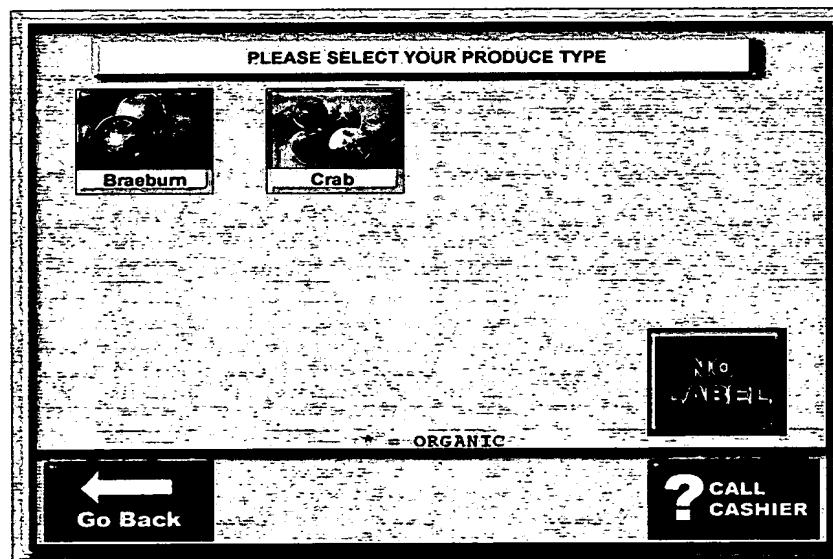 PLEASE SELECT YOUR PRODUCE TYPE
Braeburn
Crab
NO
LABEL
* = ORGANIC
Go Back
? CALL
CASHIER